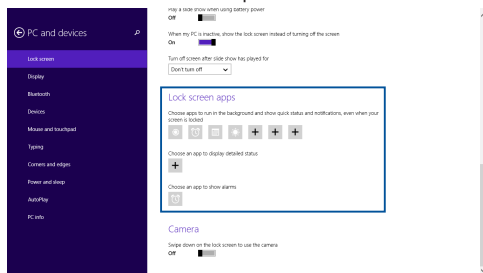 PC and devices
Lock screen
Display
Bluetooth
Devices
Mouse and touchpad
Typing
Corners and edges
Power and sleep
AutoPlay
PC info
Play a slide show when using battery power
Off
When my PC is inactive, show the lock screen instead of turning off the screen
On
Turn off screen after slide show has played for
Don't turn off
Lock screen apps
Choose apps to run in the background and show quick status and notifications, even when your
screen is locked
Choose an app to display detailed status
Choose an app to show alarms
Camera
Swipe down on the lock screen to use the camera
Off